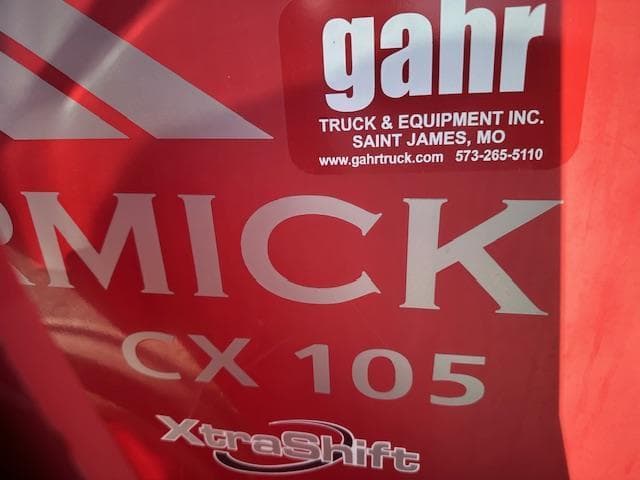 gahr
TRUCK & EQUIPMENT INC.
SAINT JAMES, MO
www.gahrtruck.com 573-265-5110
RMICK
CX 105
XtraShift